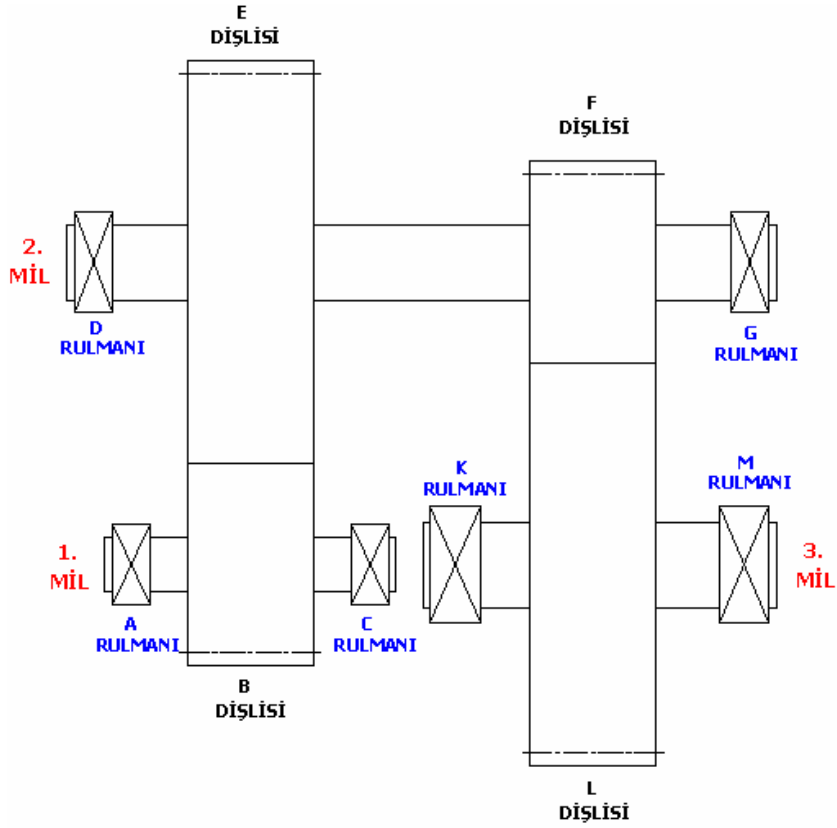 E
DİŞLİSİ
F
DİŞLİSİ
2.
MİL
D
RULMANI
G
RULMANI
K
RULMANI
M
RULMANI
1.
MİL
3.
MİL
A
RULMANI
C
RULMANI
B
DİŞLİSİ
L
DİŞLİSİ